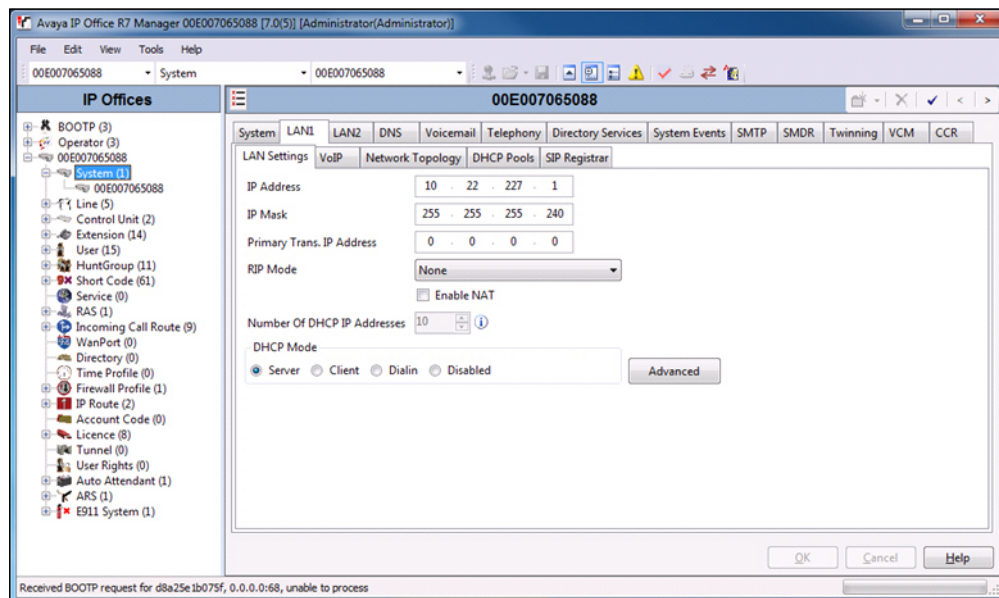 Avaya IP Office R7 Manager 00E007065088 [7.0(5)] [Administrator(Administrator)]
File Edit View Tools Help
00E007065088 System 00E007065088
IP Offices
00E007065088
BOOTP (3)
Operator (3)
00E007065088
System (1)
00E007065088
Line (5)
Control Unit (2)
Extension (14)
User (15)
HuntGroup (11)
Short Code (61)
Service (0)
RAS (1)
Incoming Call Route (9)
WanPort (0)
Directory (0)
Time Profile (0)
Firewall Profile (1)
IP Route (2)
Account Code (0)
Licence (8)
Tunnel (0)
User Rights (0)
Auto Attendant (1)
ARS (1)
E911 System (1)
System LAN1 LAN2 DNS Voicemail Telephony Directory Services System Events SMTP SMDR Twinning VCM CCR
LAN Settings VoIP Network Topology DHCP Pools SIP Registrar
IP Address 10 . 22 . 227 . 1
IP Mask 255 . 255 . 255 . 240
Primary Trans. IP Address 0 . 0 . 0 . 0
RIP Mode None
Enable NAT
Number Of DHCP IP Addresses 10
DHCP Mode
Server Client Dialin Disabled Advanced
OK Cancel Help
Received BOOTP request for d8a25e1b075f, 0.0.0.0:68, unable to process